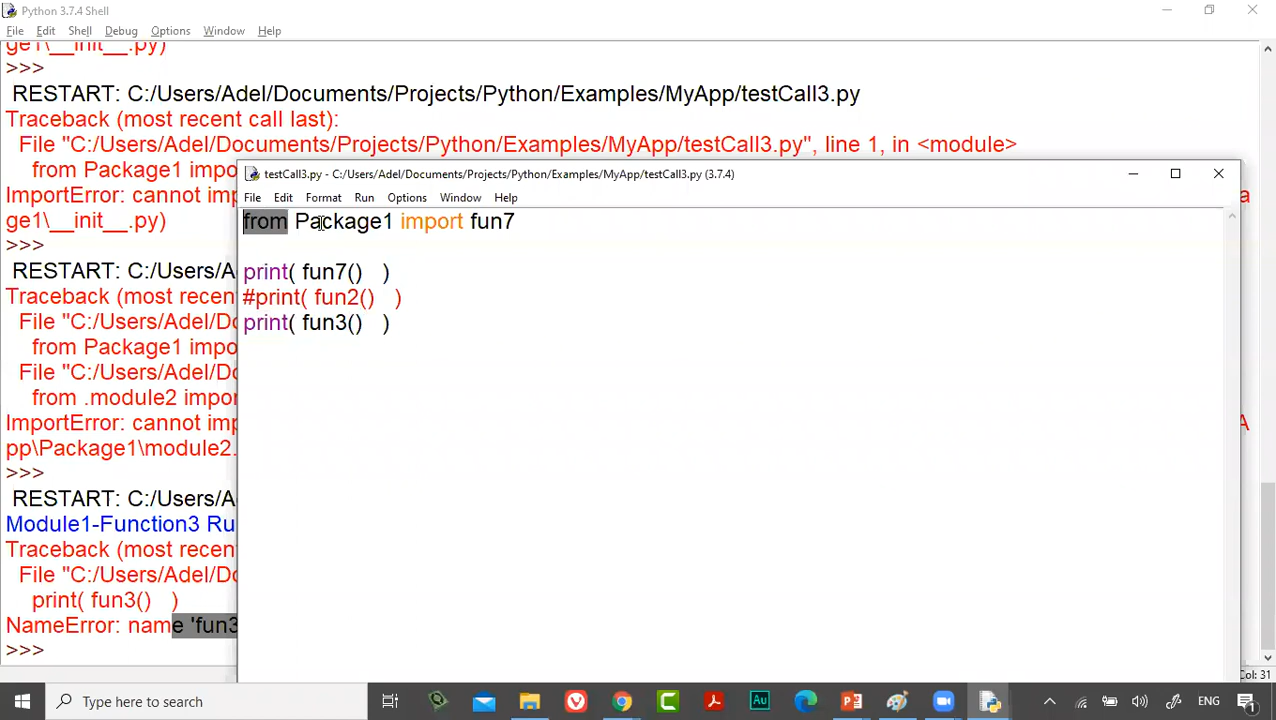 Python 3.7.4 Shell
File Edit Shell Debug Options Window Help
ge1\__init__.py)
>>>
RESTART: C:/Users/Adel/Documents/Projects/Python/Examples/MyApp/testCall3.py
Traceback (most recent call last):
File "C:/Users/Adel/Documents/Projects/Python/Examples/MyApp/testCall3.py", line 1, in <module>
from Package1 impo
ImportError: cannot im
ge1\__init__.py)
>>>
RESTART: C:/Users/A
Traceback (most recen
File "C:/Users/Adel/D
from Package1 impo
File "C:/Users/Adel/D
from .module2 impor
ImportError: cannot im
A
pp\Package1\module2.
>>>
RESTART: C:/Users/A
Module1-Function3 Ru
Traceback (most recen
File "C:/Users/Adel/D
print( fun3() )
NameError: name 'fun3
>>>
testCall3.py - C:/Users/Adel/Documents/Projects/Python/Examples/MyApp/testCall3.py (3.7.4)
File Edit Format Run Options Window Help
from Package1 import fun7
print( fun7() )
#print( fun2() )
print( fun3() )
Col: 31
Type here to search
ENG